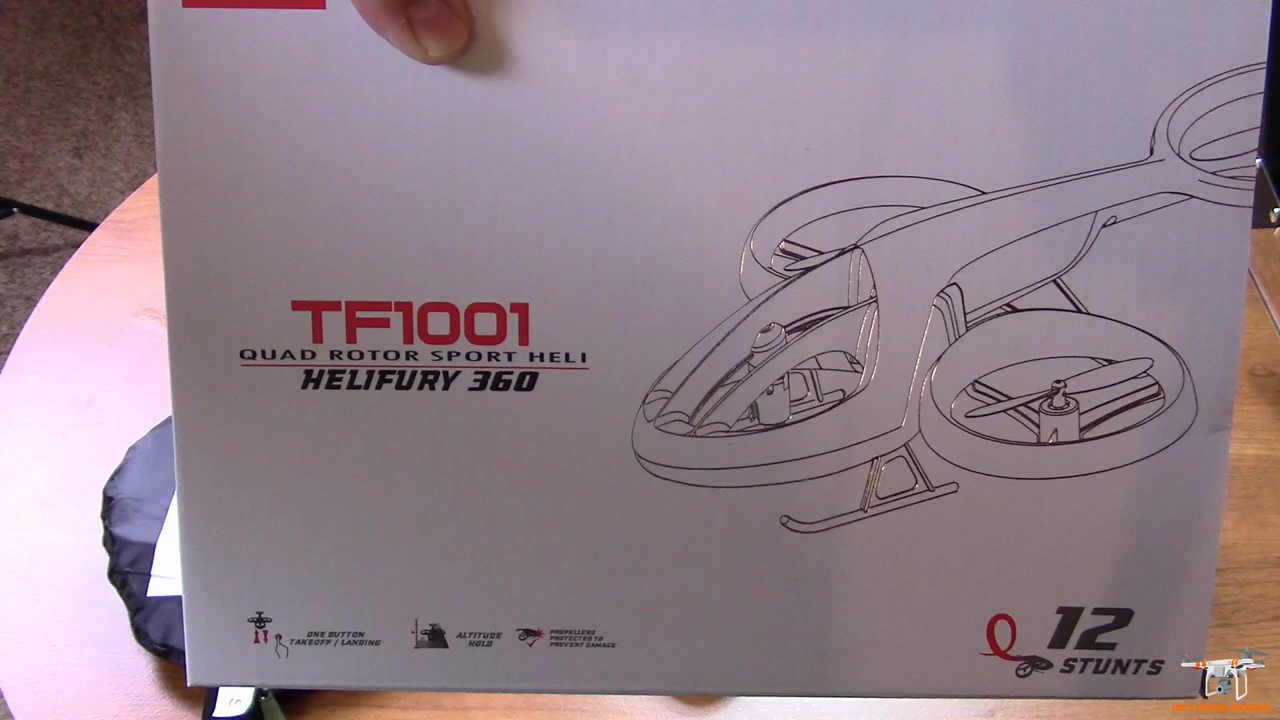 TF1001
QUAD ROTOR SPORT HELI
HELIFURY 360
ONE BUTTON
TAKEOFF / LANDING
ALTITUDE
HOLD
PROPELLERS
PROTECTED TO
PREVENT DAMAGE
12
STUNTS